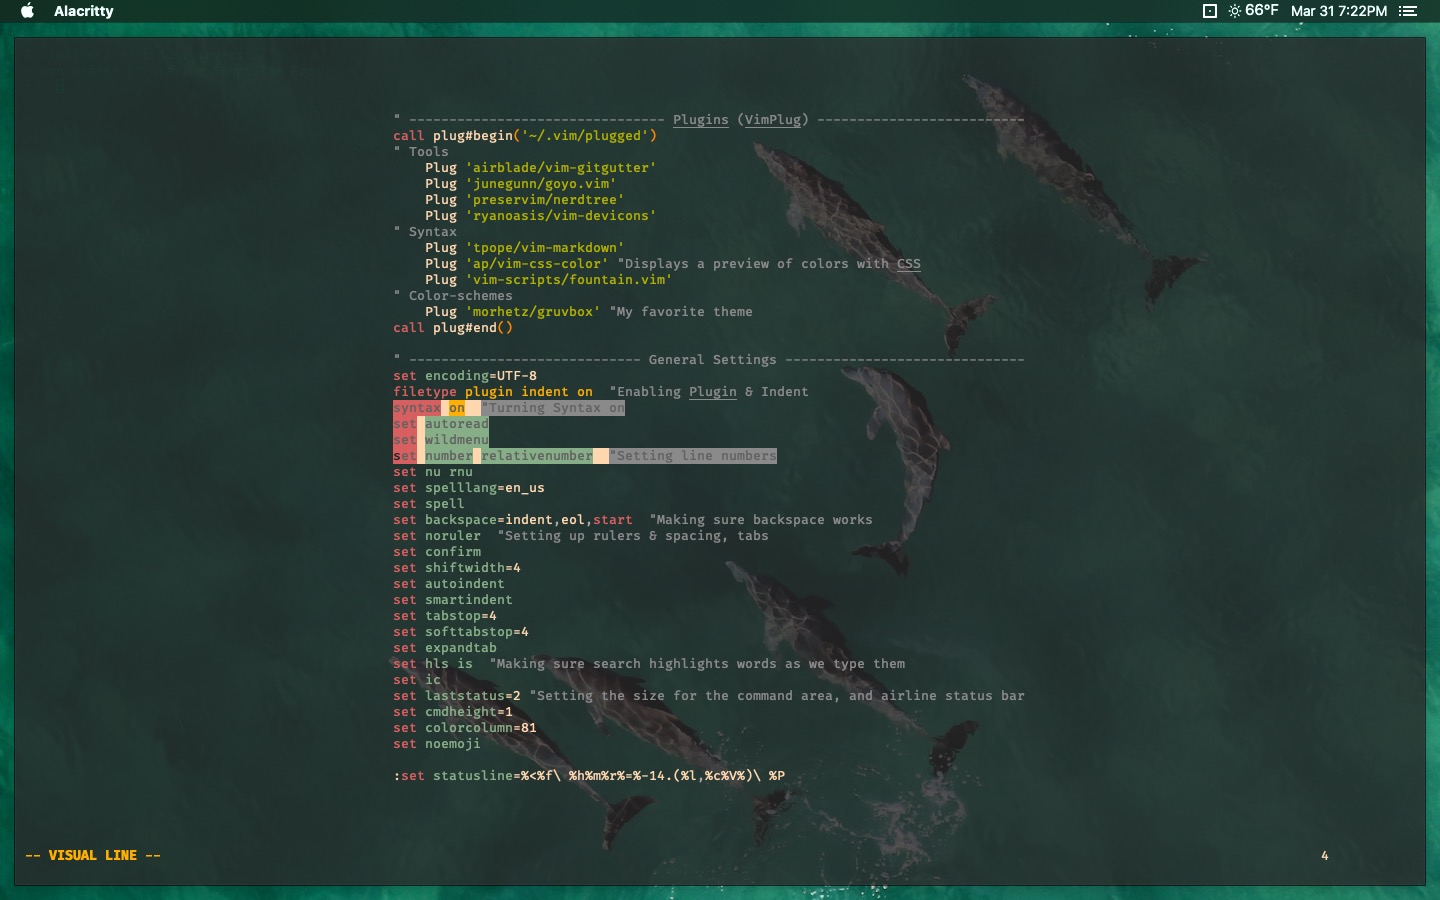 Alacritty 66°F Mar 31 7:22PM
" -------------------------------- Plugins (VimPlug) --------------------------
call plug#begin('~/.vim/plugged')
" Tools
    Plug 'airblade/vim-gitgutter'
    Plug 'junegunn/goyo.vim'
    Plug 'preservim/nerdtree'
    Plug 'ryanoasis/vim-devicons'
" Syntax
    Plug 'tpope/vim-markdown'
    Plug 'ap/vim-css-color' "Displays a preview of colors with CSS
    Plug 'vim-scripts/fountain.vim'
" Color-schemes
    Plug 'morhetz/gruvbox' "My favorite theme
call plug#end()
" ----------------------------- General Settings ------------------------------
set encoding=UTF-8
filetype plugin indent on  "Enabling Plugin & Indent
syntax on  "Turning Syntax on
set autoread
set wildmenu
set number relativenumber  "Setting line numbers
set nu rnu
set spelllang=en_us
set spell
set backspace=indent,eol,start  "Making sure backspace works
set noruler  "Setting up rulers & spacing, tabs
set confirm
set shiftwidth=4
set autoindent
set smartindent
set tabstop=4
set softtabstop=4
set expandtab
set hls is  "Making sure search highlights words as we type them
set ic
set laststatus=2 "Setting the size for the command area, and airline status bar
set cmdheight=1
set colorcolumn=81
set noemoji
:set statusline=%<%f\ %h%m%r%=%-14.(%l,%c%V%)\ %P
-- VISUAL LINE -- 4